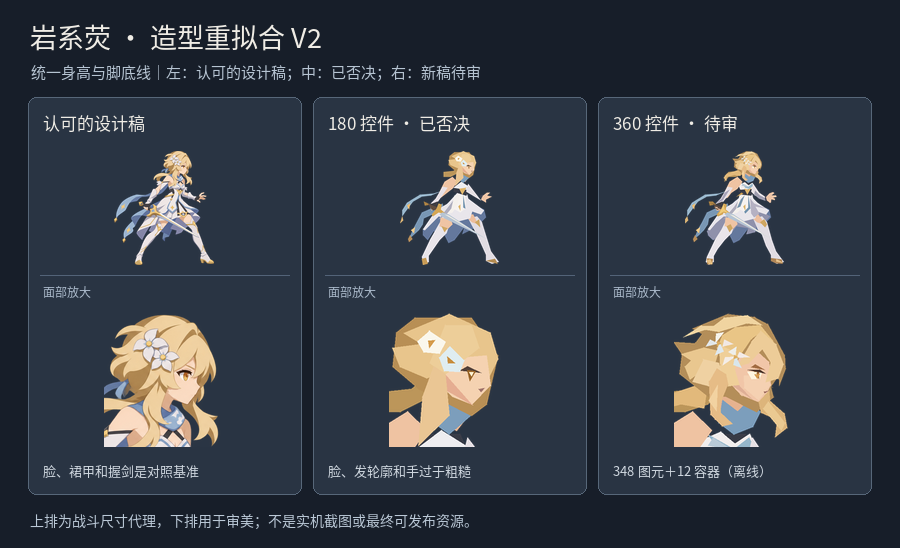 岩系荧 · 造型重拟合 V2
统一身高与脚底线｜左：认可的设计稿；中：已否决；右：新稿待审
认可的设计稿
180 控件 · 已否决
360 控件 · 待审
面部放大
面部放大
面部放大
脸、裙甲和握剑是对照基准
脸、发轮廓和手过于粗糙
348 图元＋12 容器（离线）
上排为战斗尺寸代理，下排用于审美；不是实机截图或最终可发布资源。